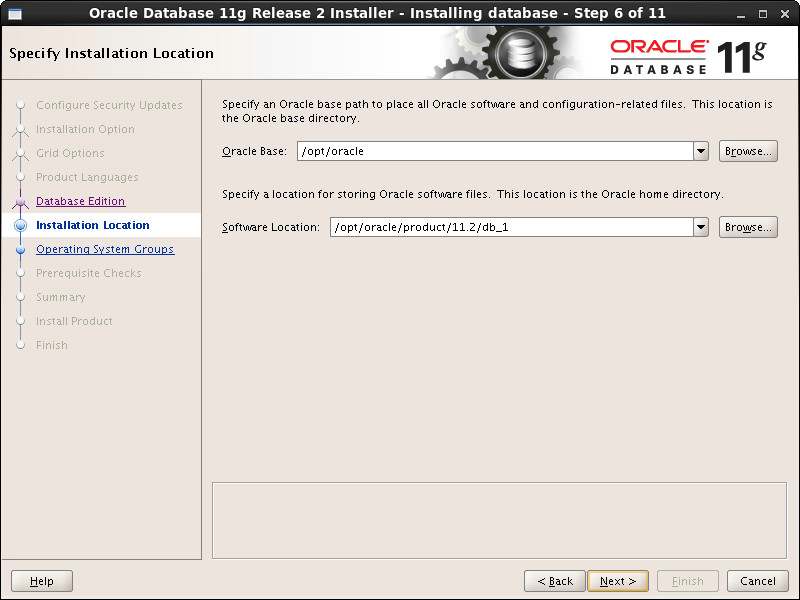 Oracle Database 11g Release 2 Installer - Installing database - Step 6 of 11
Specify Installation Location
ORACLE
DATABASE
11g
Configure Security Updates
Installation Option
Grid Options
Product Languages
Database Edition
Installation Location
Operating System Groups
Prerequisite Checks
Summary
Install Product
Finish
Specify an Oracle base path to place all Oracle software and configuration-related files. This location is
the Oracle base directory.
Oracle Base: /opt/oracle Browse...
Specify a location for storing Oracle software files. This location is the Oracle home directory.
Software Location: /opt/oracle/product/11.2/db_1 Browse...
Help < Back Next > Finish Cancel